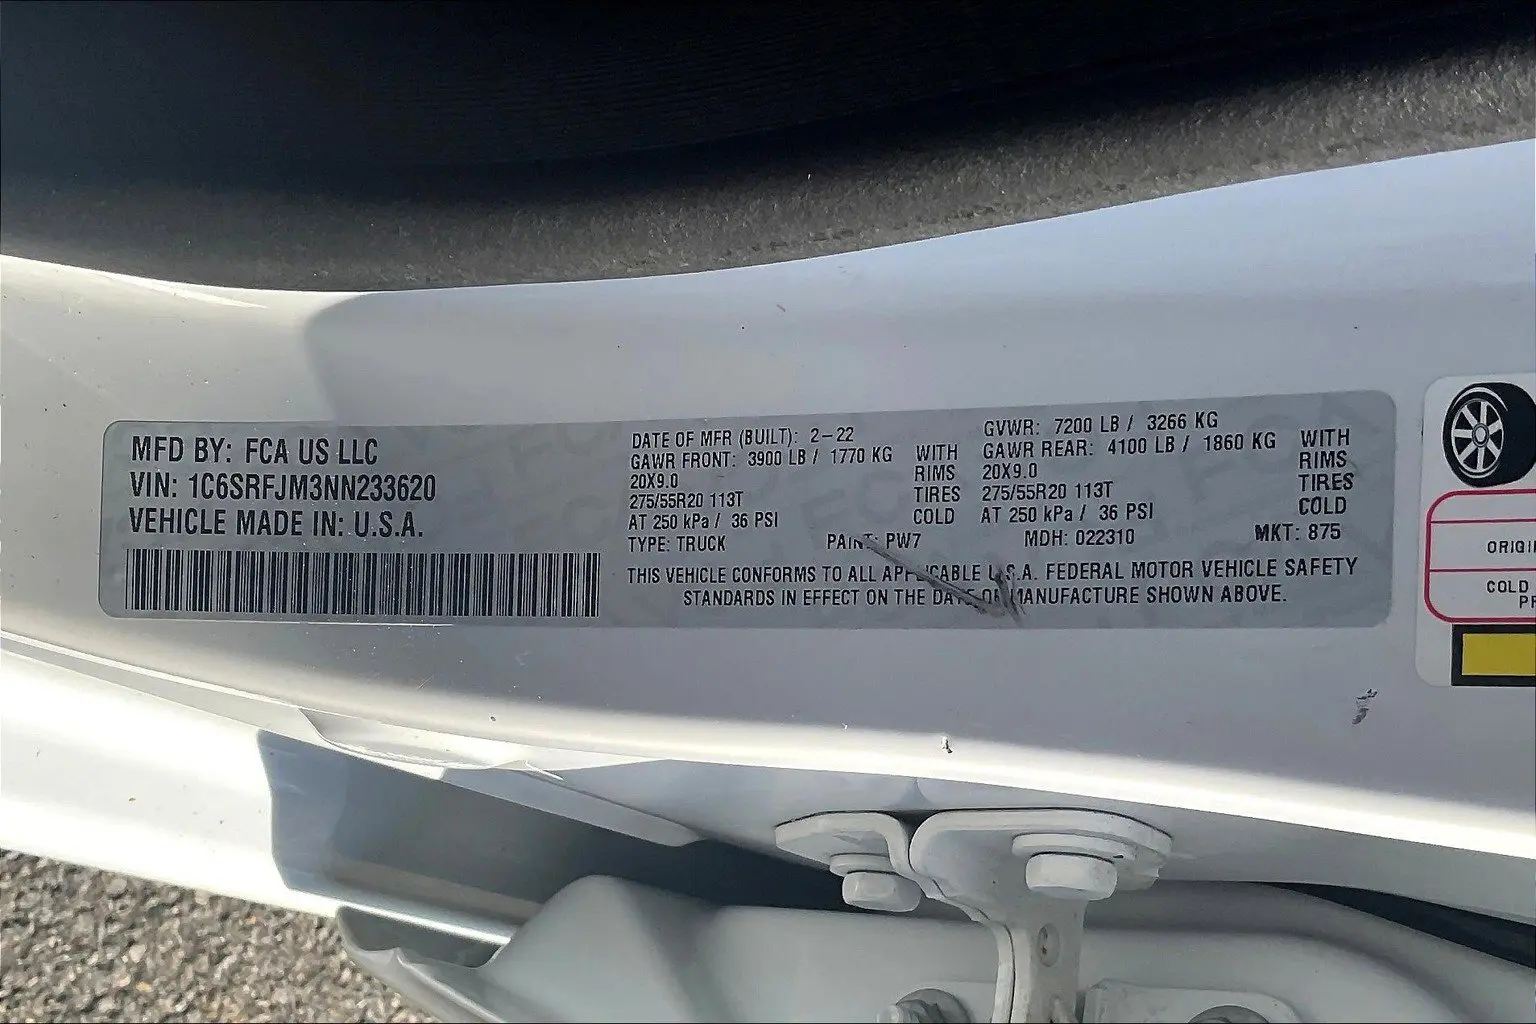 MFD BY: FCA US LLC
VIN: 1C6SRFJM3NN233620
VEHICLE MADE IN: U.S.A.
DATE OF MFR (BUILT): 2-22
GAWR FRONT: 3900 LB / 1770 KG WITH
20X9.0 RIMS
275/55R20 113T TIRES
AT 250 kPa / 36 PSI COLD
GVWR: 7200 LB / 3266 KG
GAWR REAR: 4100 LB / 1860 KG WITH
20X9.0 RIMS
275/55R20 113T TIRES
AT 250 kPa / 36 PSI COLD
TYPE: TRUCK PAINT: PW7 MDH: 022310 MKT: 875
THIS VEHICLE CONFORMS TO ALL APPLICABLE U.S.A. FEDERAL MOTOR VEHICLE SAFETY
STANDARDS IN EFFECT ON THE DATE OF MANUFACTURE SHOWN ABOVE.
ORIGI
COLD